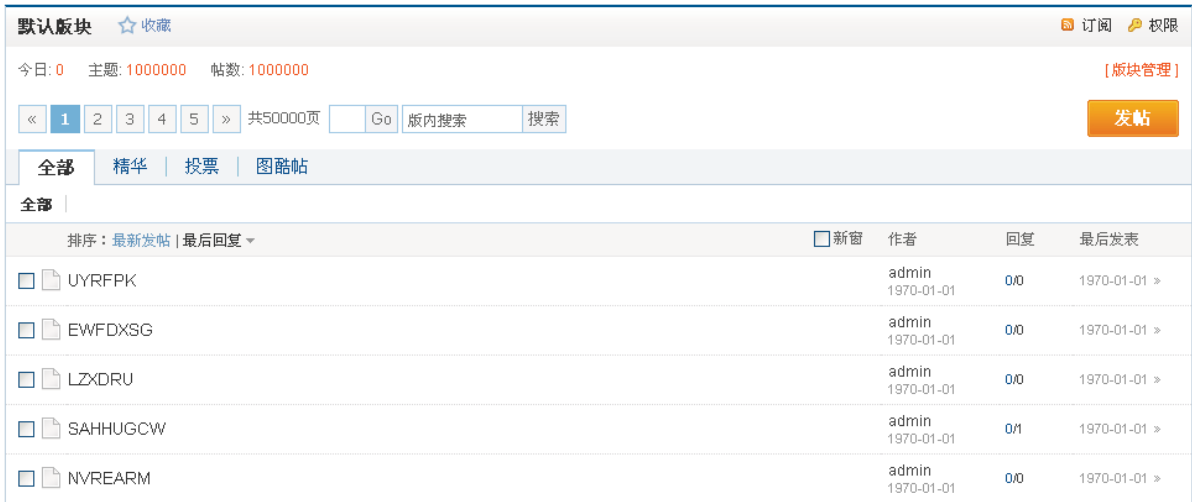 默认版块 收藏 订阅 权限
今日: 0 主题: 1000000 帖数: 1000000 [ 版块管理 ]
« 1 2 3 4 5 » 共50000页 Go 版内搜索 搜索 发帖
全部 精华 投票 图酷帖
全部
排序：最新发帖 | 最后回复 新窗 作者 回复 最后发表
UYRFPK admin 0/0 1970-01-01 »
1970-01-01
EWFDXSG admin 0/0 1970-01-01 »
1970-01-01
LZXDRU admin 0/0 1970-01-01 »
1970-01-01
SAHHUGCW admin 0/1 1970-01-01 »
1970-01-01
NVREARM admin 0/0 1970-01-01 »
1970-01-01